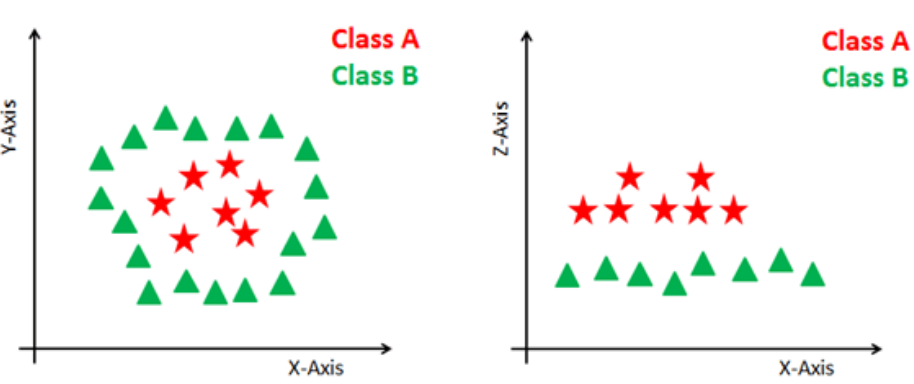 Class A
Class B
Y-Axis
X-Axis
Class A
Class B
Z-Axis
X-Axis